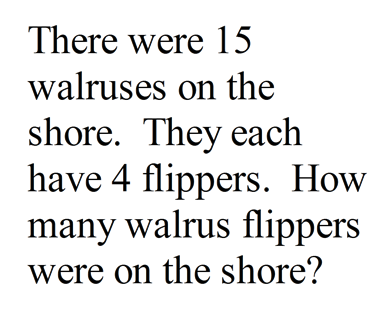 There were 15
walruses on the
shore.  They each
have 4 flippers.  How
many walrus flippers
were on the shore?